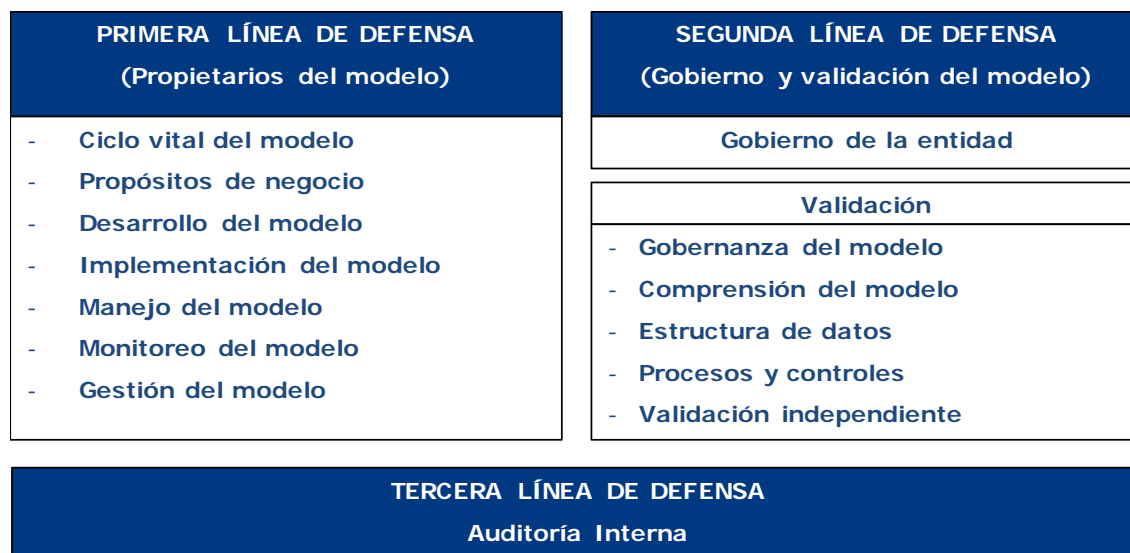 PRIMERA LÍNEA DE DEFENSA
(Propietarios del modelo)
- Ciclo vital del modelo
- Propósitos de negocio
- Desarrollo del modelo
- Implementación del modelo
- Manejo del modelo
- Monitoreo del modelo
- Gestión del modelo
SEGUNDA LÍNEA DE DEFENSA
(Gobierno y validación del modelo)
Gobierno de la entidad
Validación
- Gobernanza del modelo
- Comprensión del modelo
- Estructura de datos
- Procesos y controles
- Validación independiente
TERCERA LÍNEA DE DEFENSA
Auditoría Interna